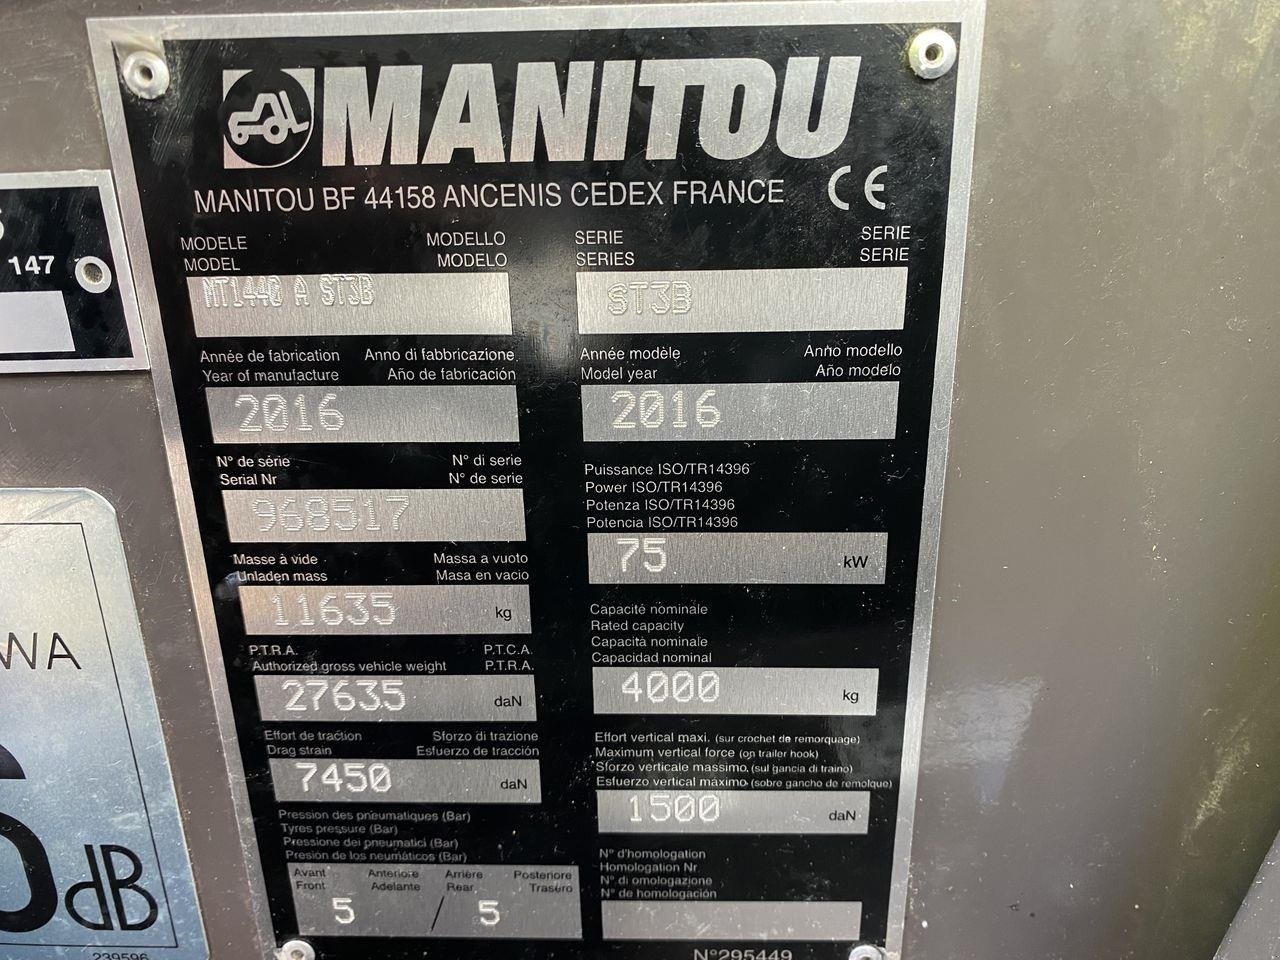 MANITOU
MANITOU BF 44158 ANCENIS CEDEX FRANCE CE
MODELE MODELLO
MODEL MODELO
MT1440 A ST3B
SERIE SERIE
SERIES SERIE
ST3B
Année de fabrication Anno di fabbricazione
Year of manufacture Año de fabricación
2016
Année modèle Anno modello
Model year Año modelo
2016
N° de série N° di serie
Serial Nr N° de serie
968517
Puissance ISO/TR14396
Power ISO/TR14396
Potenza ISO/TR14396
Potencia ISO/TR14396
75 kW
Masse à vide Massa a vuoto
Unladen mass Masa en vacio
11635 kg
Capacité nominale
Rated capacity
Capacità nominale
Capacidad nominal
4000 kg
P.T.R.A. P.T.C.A.
Authorized gross vehicle weight P.T.R.A.
27635 daN
Effort de traction Sforzo di trazione
Drag strain Esfuerzo de tracción
7450 daN
Effort vertical maxi. (sur crochet de remorquage)
Maximum vertical force (on trailer hook)
Sforzo verticale massimo. (sul gancia di traino)
Esfuerzo vertical máximo. (sobre gancho de remolque)
1500 daN
Pression des pneumatiques (Bar)
Tyres pressure (Bar)
Pressione dei pneumatici (Bar)
Presion de los neumáticos (Bar)
Avant Anteriore Arrière Posteriore
Front Adelante Rear Trasero
5 / 5
N° d'homologation
Homologation Nr
N° di omologazione
N° de homologación
N°295449
147
WA
dB
239596